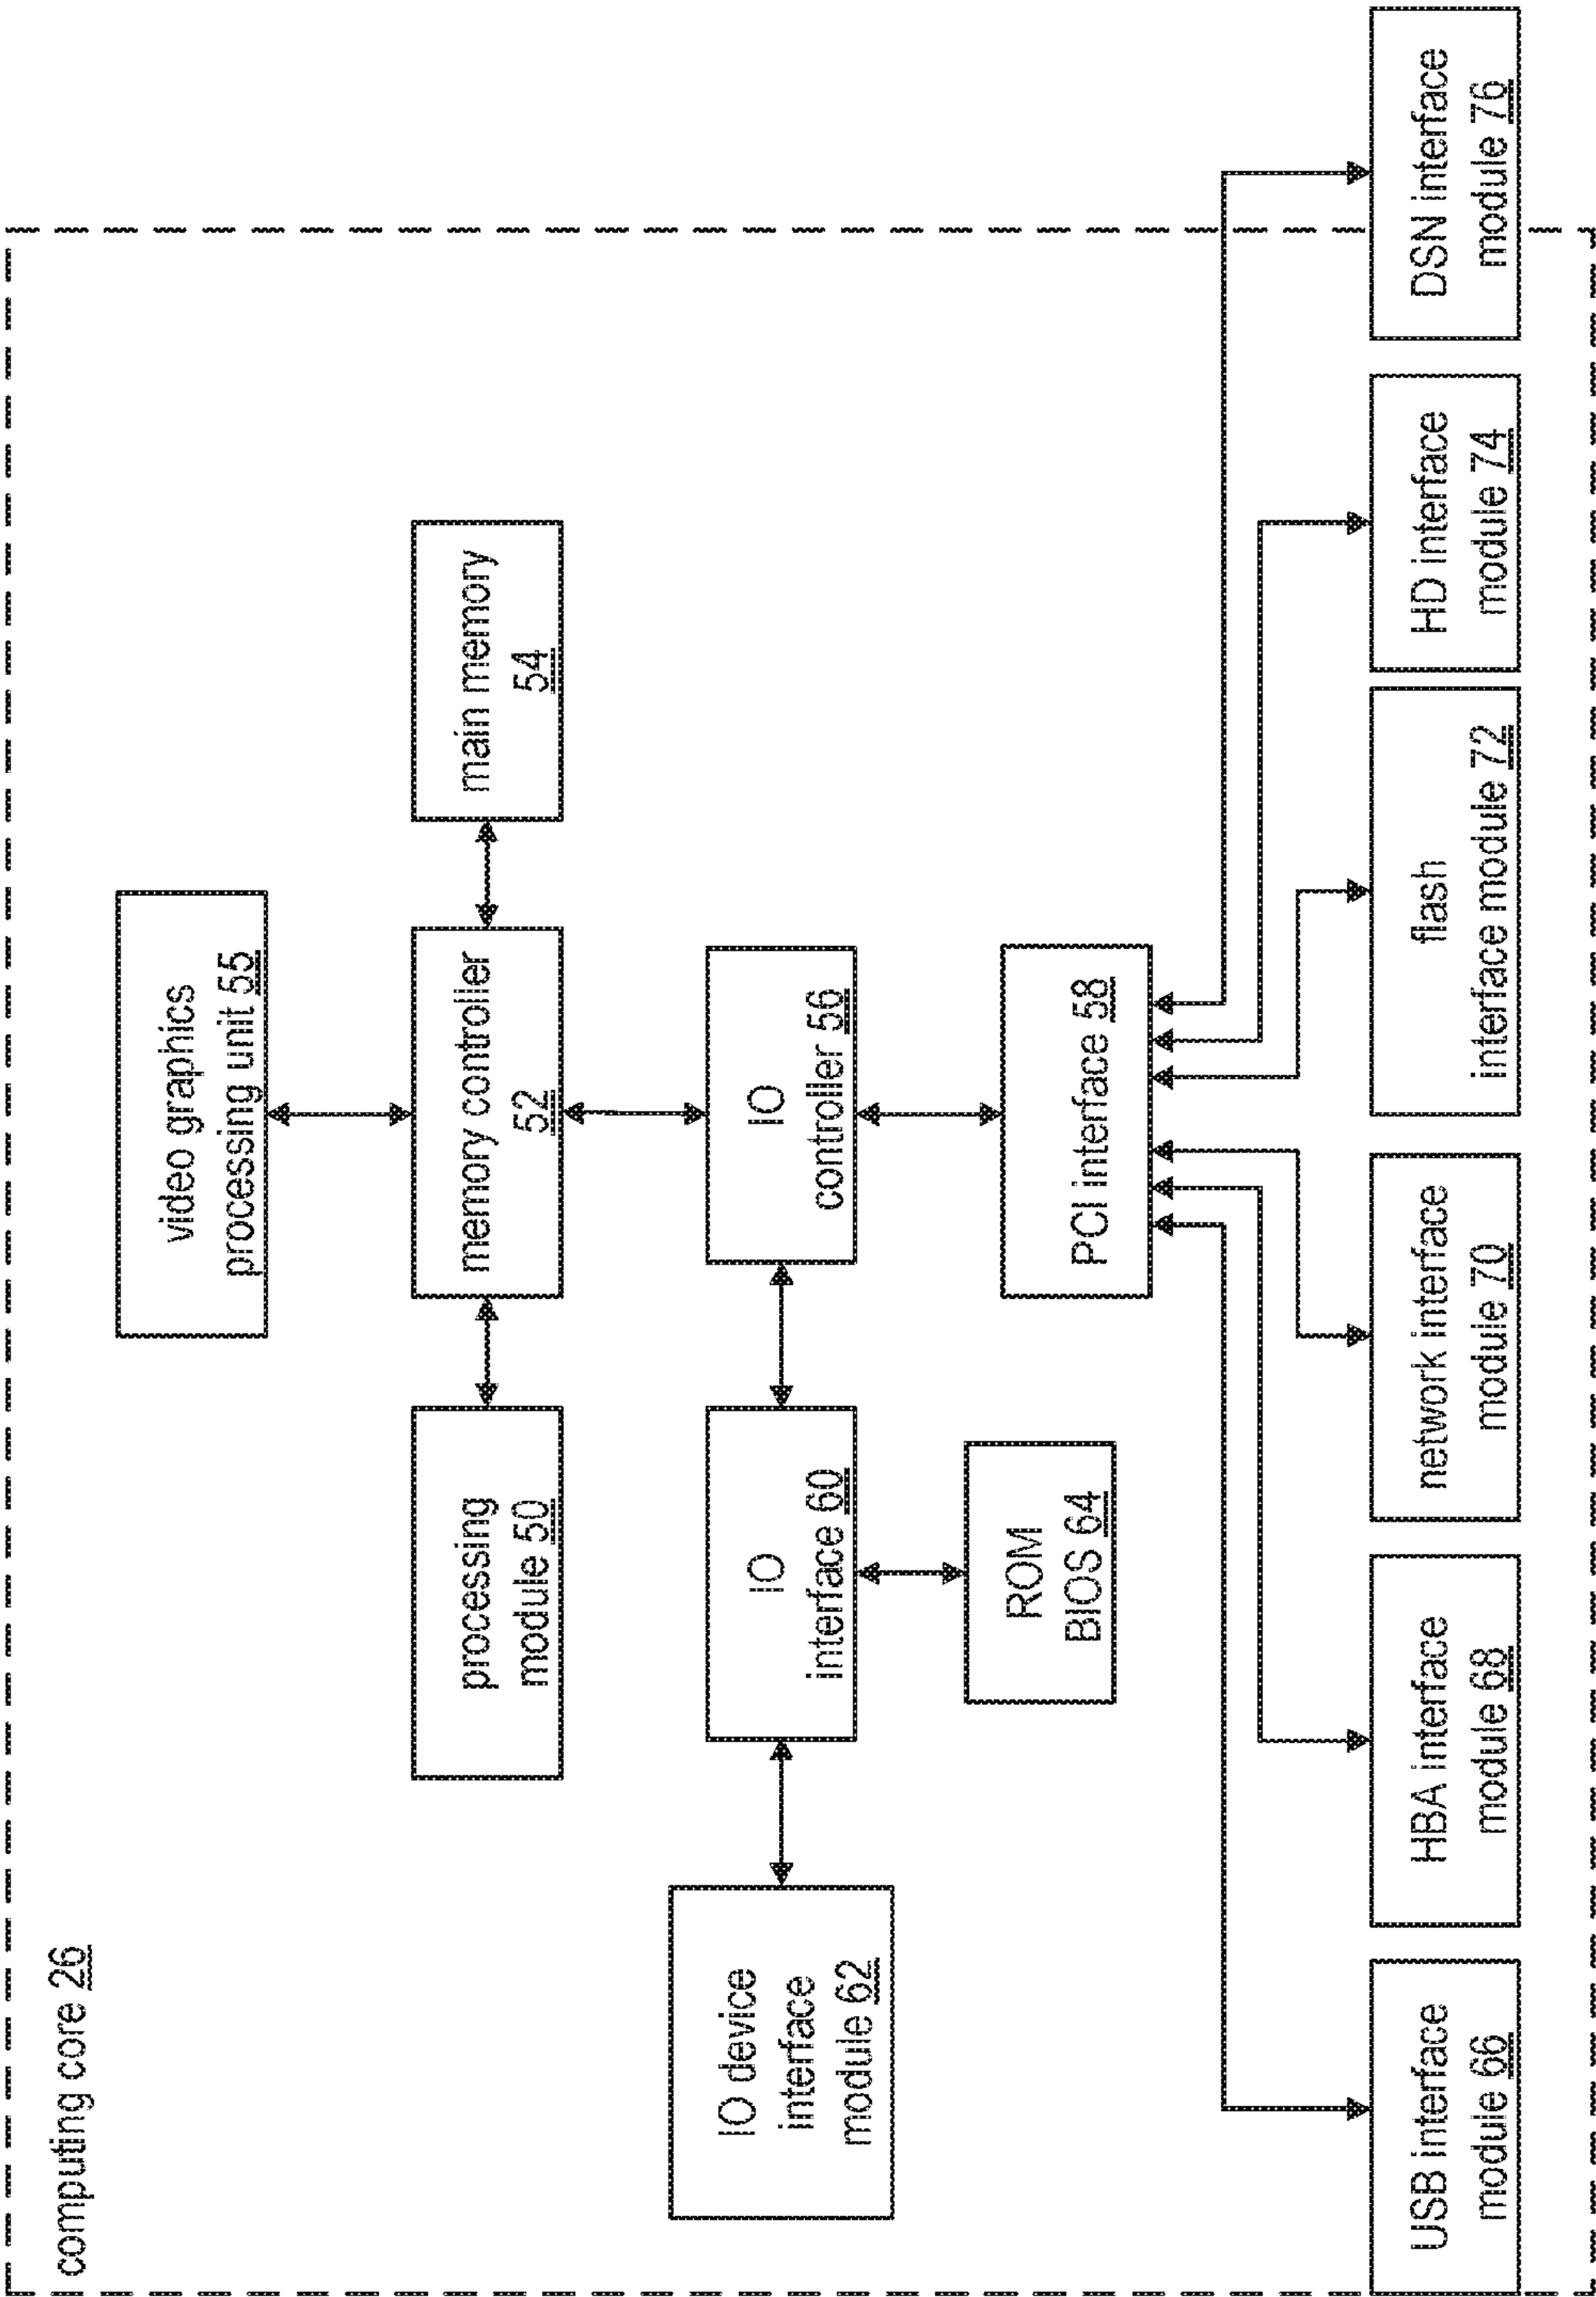 computing core 26
video graphics
processing unit 55
processing
module 50
memory controller
52
main memory
54
IO device
interface
module 62
IO
interface 60
IO
controller 56
ROM
BIOS 64
PCI interface 58
USB interface
module 66
HBA interface
module 68
network interface
module 70
flash
interface module 72
HD interface
module 74
DSN interface
module 76